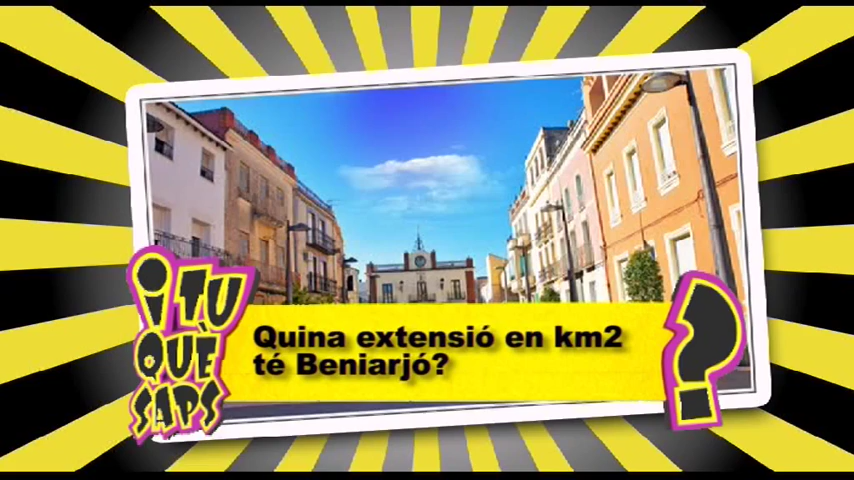 I TU
QUÈ
SAPS
Quina extensió en km2
té Beniarjó?
?